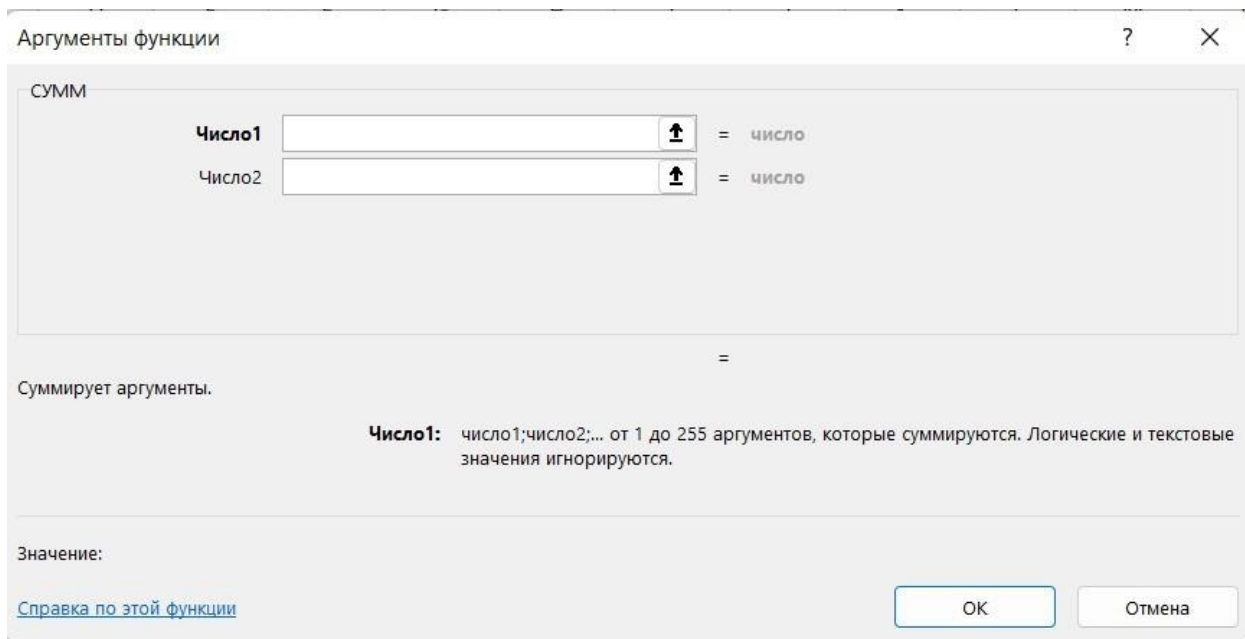 Аргументы функции ? ×
СУММ
Число1 = число
Число2 = число
=
Суммирует аргументы.
Число1: число1;число2;... от 1 до 255 аргументов, которые суммируются. Логические и текстовые
значения игнорируются.
Значение:
Справка по этой функции
ОК Отмена